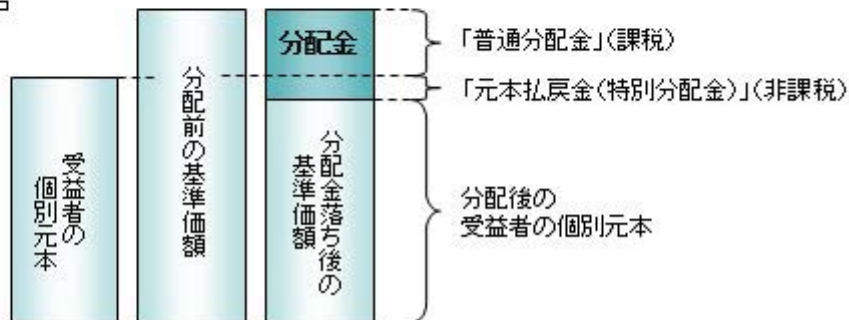 受益者の
個別元本
分配前の基準価額
分配金
分配金落ち後の
基準価額
「普通分配金」(課税)
「元本払戻金(特別分配金)」(非課税)
分配後の
受益者の個別元本